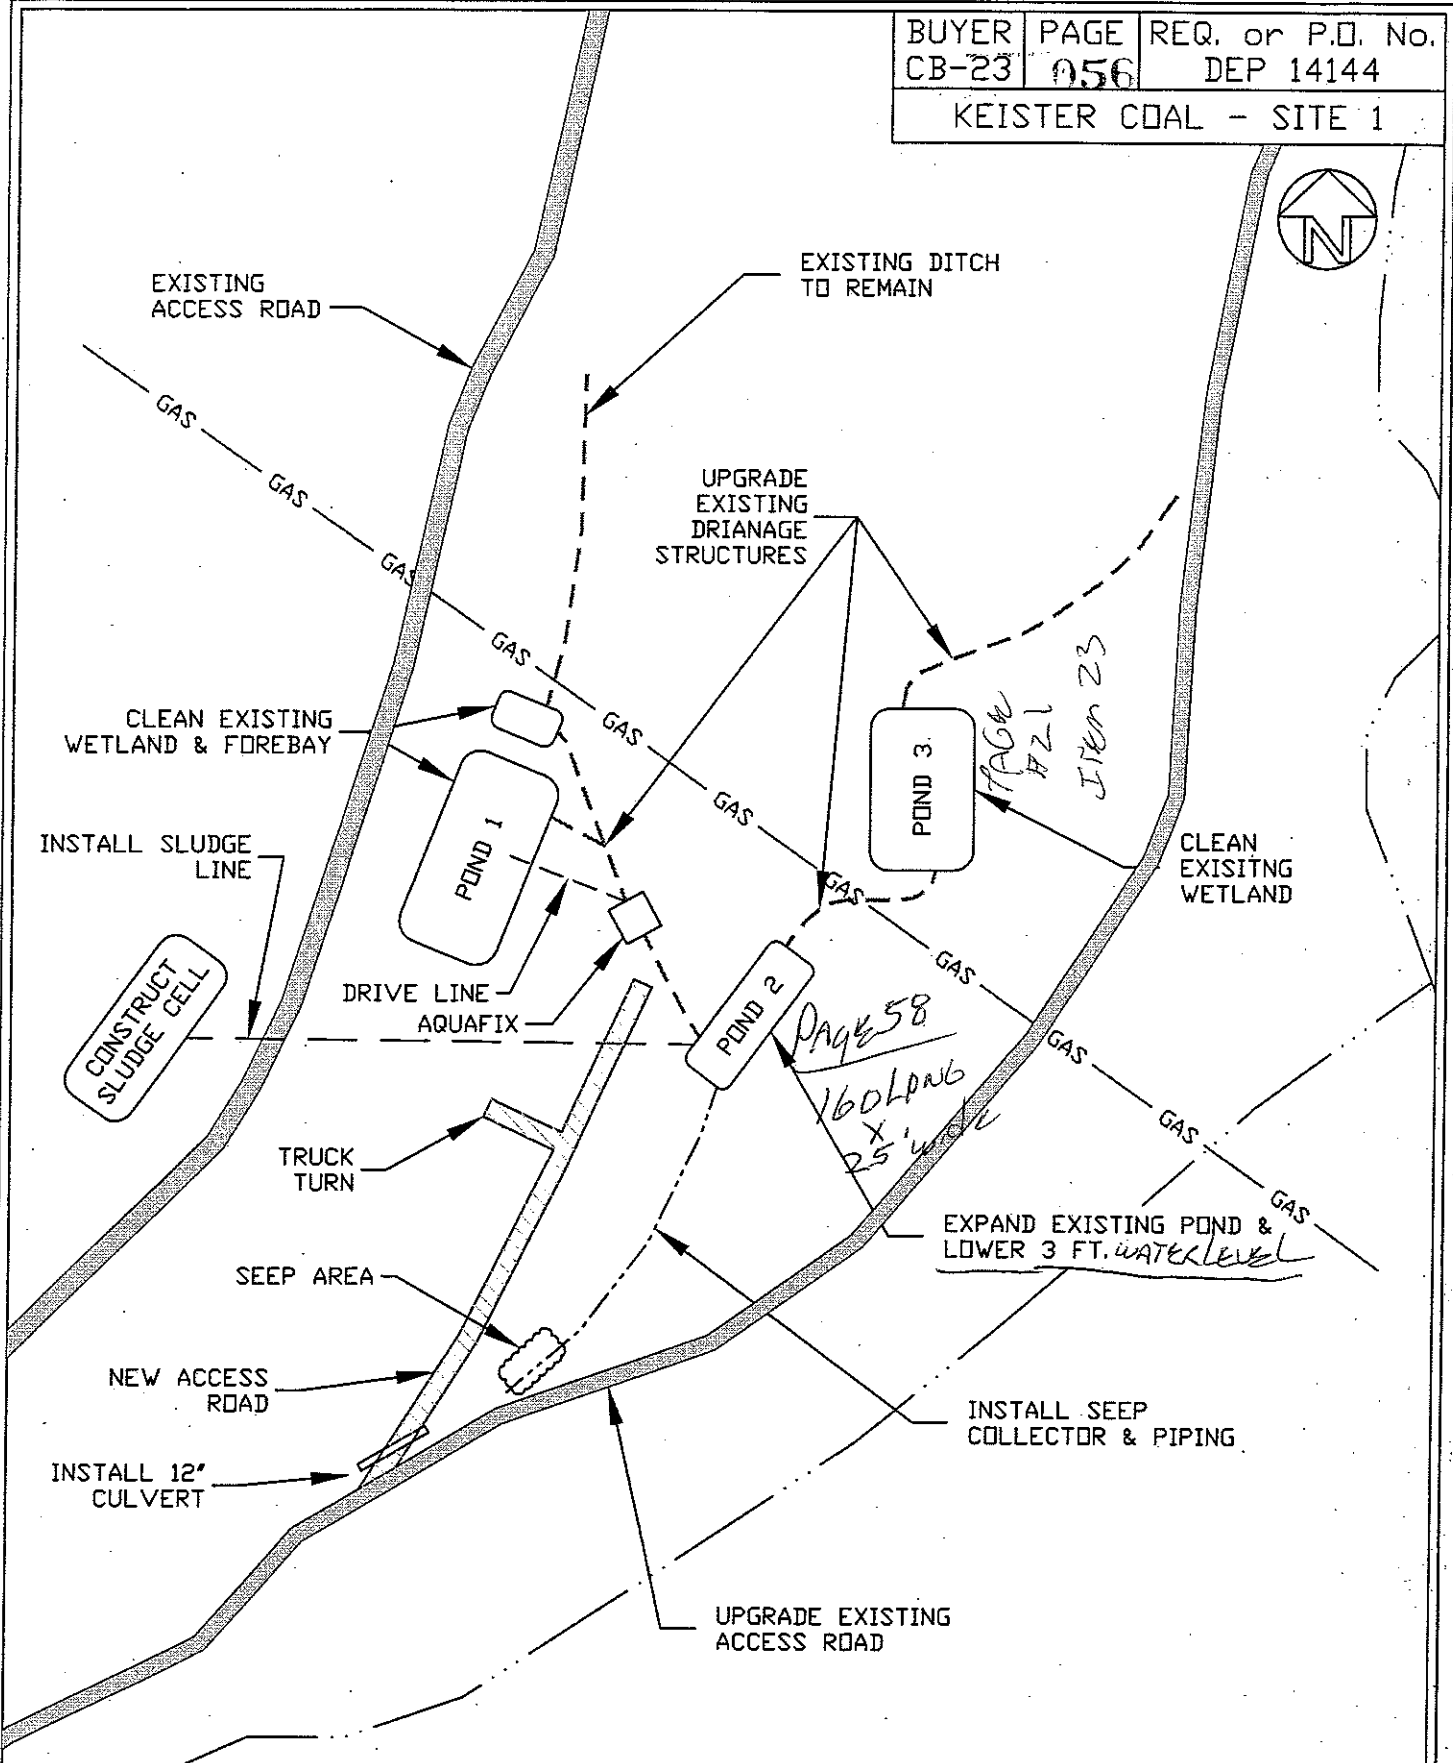 BUYER PAGE REQ. or P.O. No.
CB-23 056 DEP 14144
KEISTER COAL - SITE 1
N
EXISTING
ACCESS ROAD
EXISTING DITCH
TO REMAIN
GAS
GAS
GAS
GAS
GAS
GAS
GAS
GAS
GAS
GAS
GAS
UPGRADE
EXISTING
DRIANAGE
STRUCTURES
CLEAN EXISTING
WETLAND & FOREBAY
POND 1
POND 3
PAGE
#21
ITEM 23
CLEAN
EXISITNG
WETLAND
INSTALL SLUDGE
LINE
CONSTRUCT
SLUDGE CELL
DRIVE LINE
AQUAFIX
POND 2
PAGE 58
160 LONG
X
25' wide
TRUCK
TURN
EXPAND EXISTING POND &
LOWER 3 FT. WATER LEVEL
SEEP AREA
NEW ACCESS
ROAD
INSTALL SEEP
COLLECTOR & PIPING
INSTALL 12"
CULVERT
UPGRADE EXISTING
ACCESS ROAD